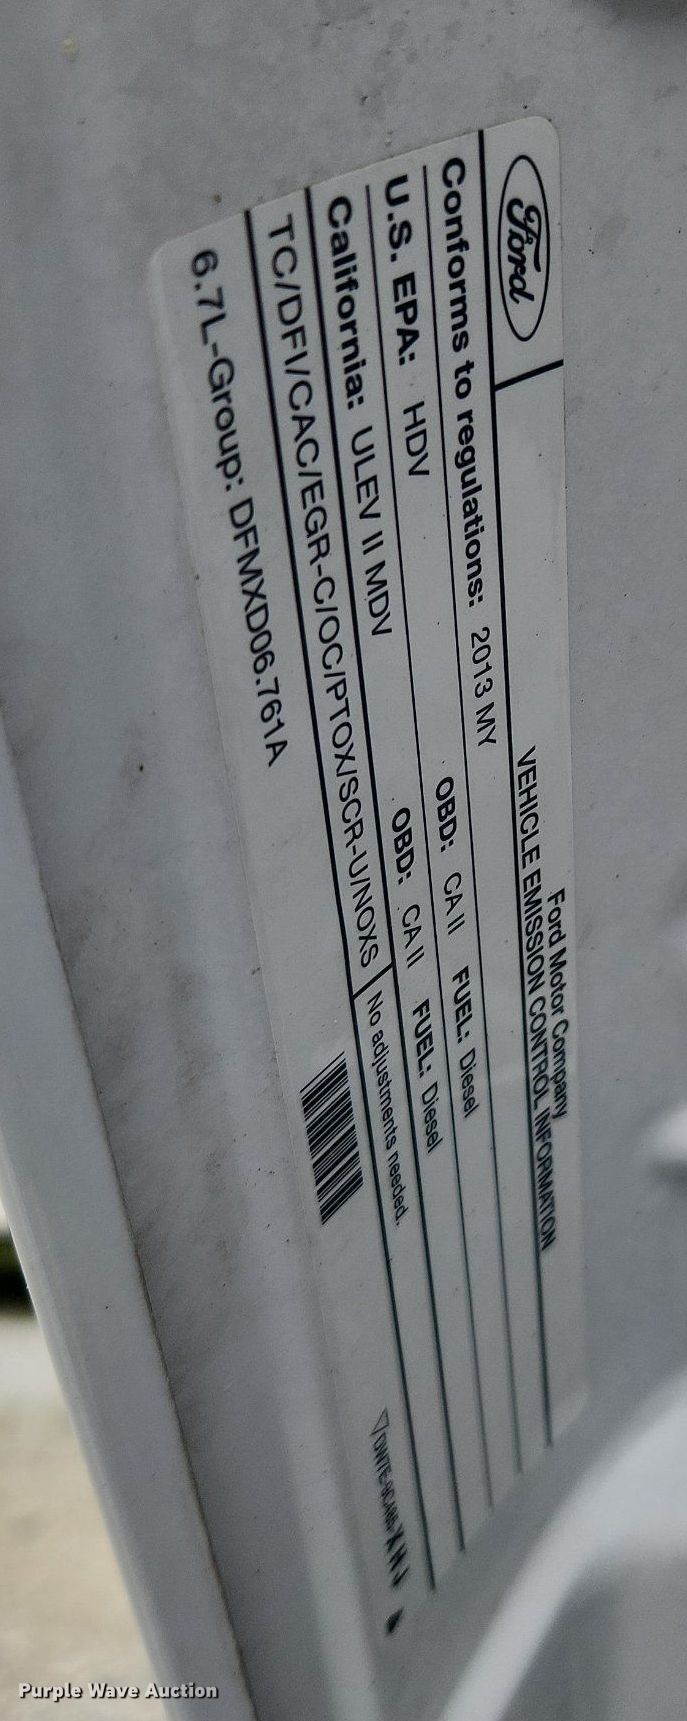 Ford
Ford Motor Company
VEHICLE EMISSION CONTROL INFORMATION
Conforms to regulations: 2013 MY
U.S. EPA: HDV OBD: CA II FUEL: Diesel
California: ULEV II MDV OBD: CA II FUEL: Diesel
TC/DFI/CAC/EGR-C/OC/PTOX/SCR-U/NOXS No adjustments needed.
6.7L-Group: DFMXD06.761A
Purple Wave Auction